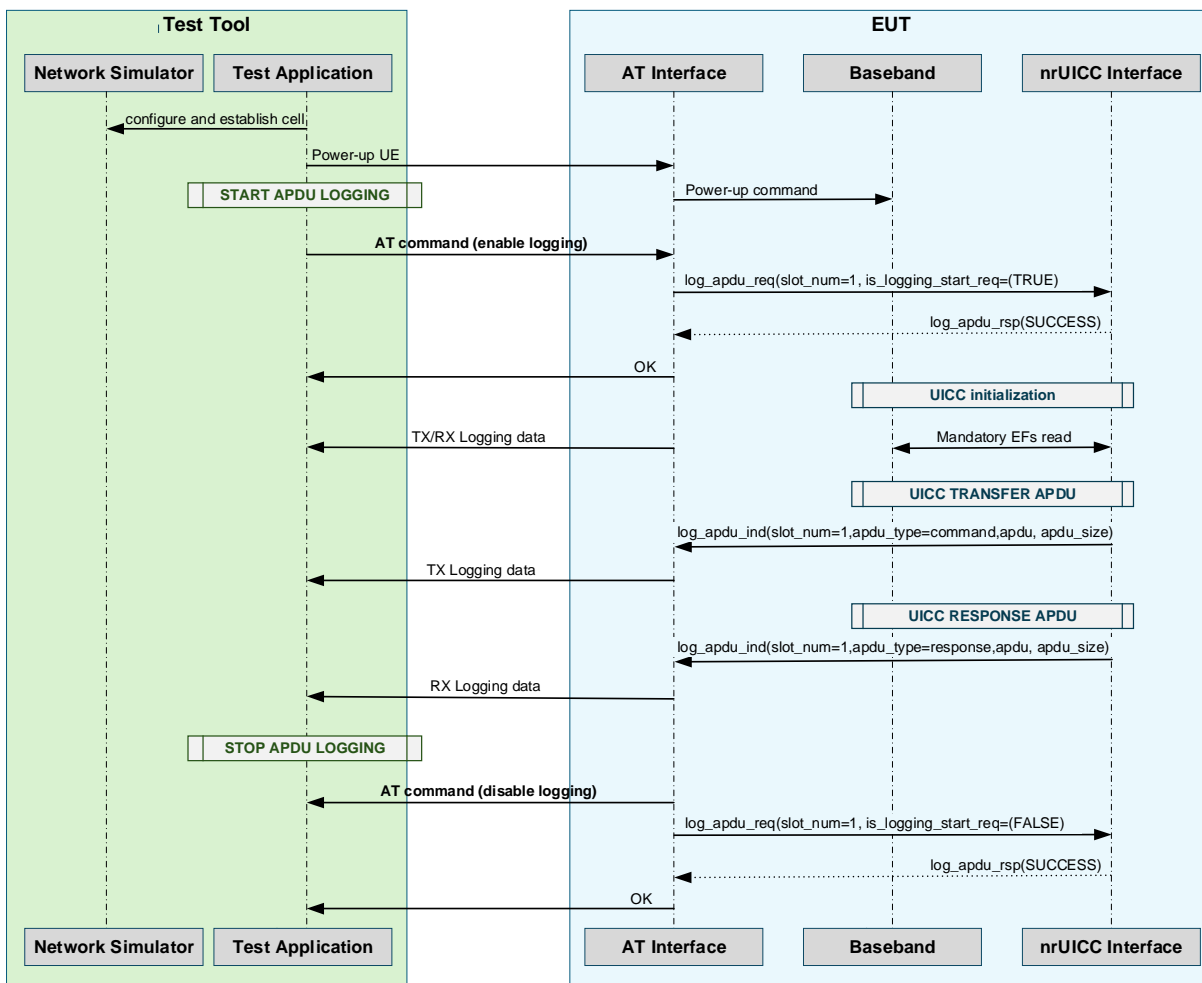 Test Tool
EUT
Network Simulator
Test Application
AT Interface
Baseband
nrUICC Interface
configure and establish cell
Power-up UE
START APDU LOGGING
Power-up command
AT command (enable logging)
log_apdu_req(slot_num=1, is_logging_start_req=(TRUE)
log_apdu_rsp(SUCCESS)
OK
UICC initialization
TX/RX Logging data
Mandatory EFs read
UICC TRANSFER APDU
log_apdu_ind(slot_num=1,apdu_type=command,apdu, apdu_size)
TX Logging data
UICC RESPONSE APDU
log_apdu_ind(slot_num=1,apdu_type=response,apdu, apdu_size)
RX Logging data
STOP APDU LOGGING
AT command (disable logging)
log_apdu_req(slot_num=1, is_logging_start_req=(FALSE)
log_apdu_rsp(SUCCESS)
OK
Network Simulator
Test Application
AT Interface
Baseband
nrUICC Interface